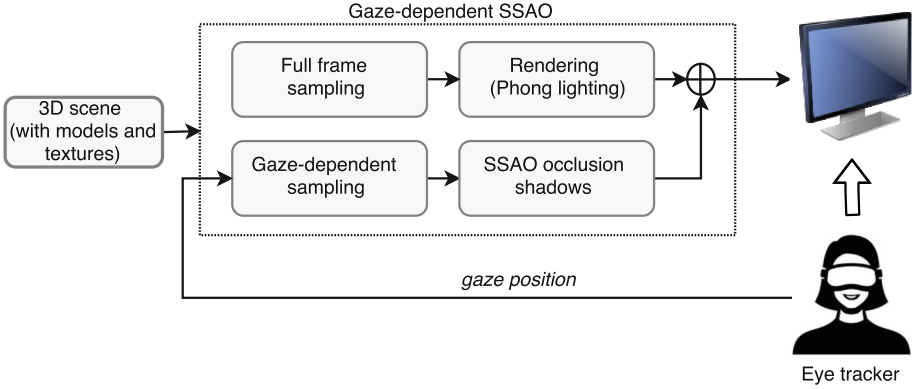 Gaze-dependent SSAO
Full frame
sampling
Rendering
(Phong lighting)
3D scene
(with models and
textures)
Gaze-dependent
sampling
SSAO occlusion
shadows
gaze position
Eye tracker